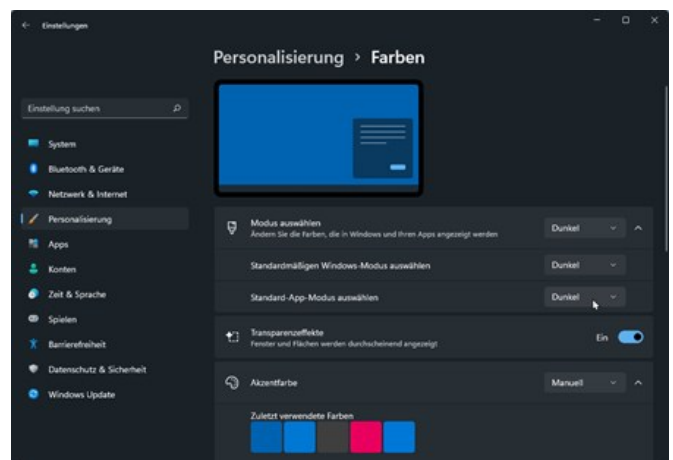 Einstellungen
Personalisierung > Farben
Einstellung suchen
System
Bluetooth & Geräte
Netzwerk & Internet
Personalisierung
Apps
Konten
Zeit & Sprache
Spielen
Barrierefreiheit
Datenschutz & Sicherheit
Windows Update
Modus auswählen
Ändern Sie die Farben, die in Windows und Ihren Apps angezeigt werden
Dunkel
Standardmäßigen Windows-Modus auswählen
Dunkel
Standard-App-Modus auswählen
Dunkel
Transparenzeffekte
Fenster und Flächen werden durchscheinend angezeigt
Ein
Akzentfarbe
Manuell
Zuletzt verwendete Farben